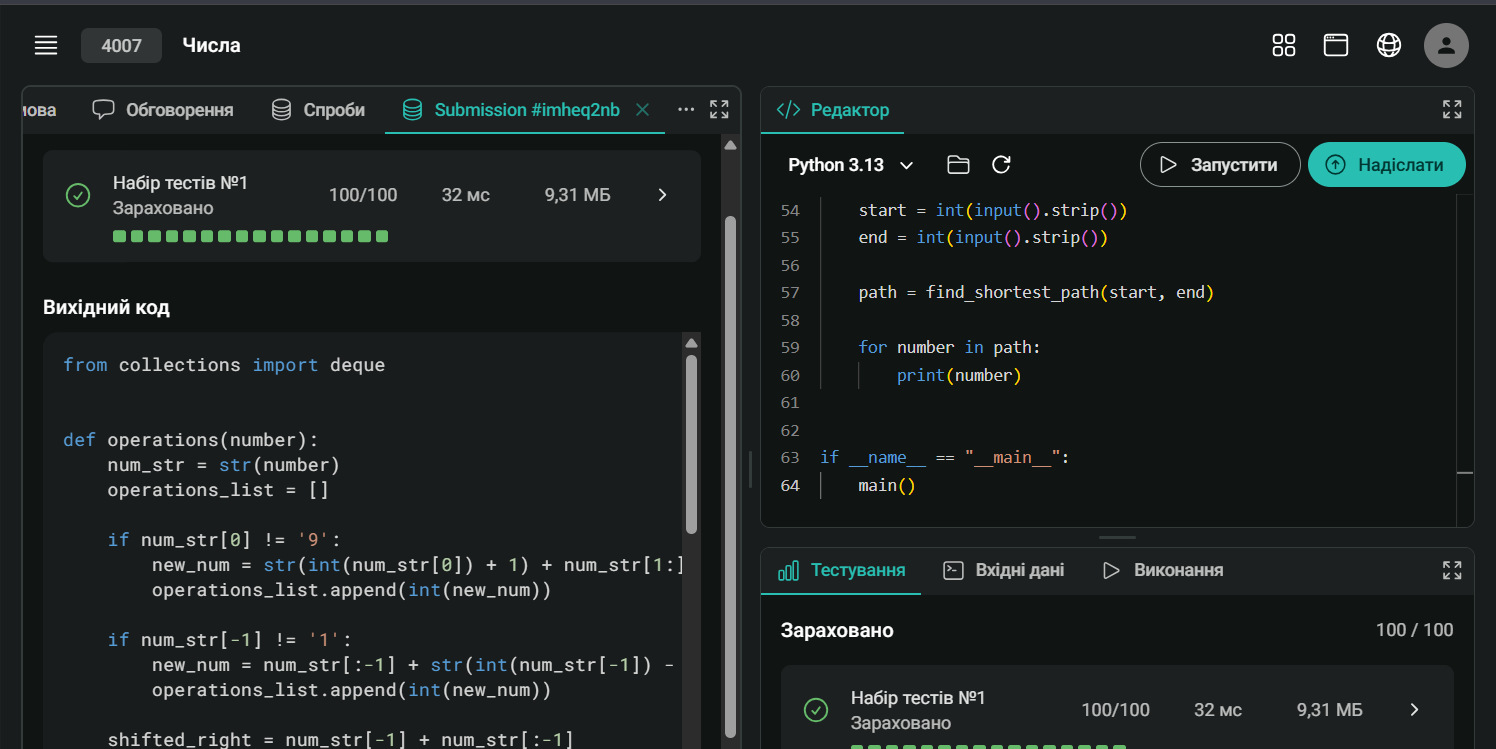 4007 Числа
мова Обговорення Спроби Submission #imheq2nb
Набір тестів №1
Зараховано
100/100 32 мс 9,31 МБ
Вихідний код
from collections import deque
def operations(number):
num_str = str(number)
operations_list = []
if num_str[0] != '9':
new_num = str(int(num_str[0]) + 1) + num_str[1:]
operations_list.append(int(new_num))
if num_str[-1] != '1':
new_num = num_str[:-1] + str(int(num_str[-1]) -
operations_list.append(int(new_num))
shifted_right = num_str[-1] + num_str[:-1]
Редактор
Python 3.13 Запустити Надіслати
54 start = int(input().strip())
55 end = int(input().strip())
56
57 path = find_shortest_path(start, end)
58
59 for number in path:
60 print(number)
61
62
63 if __name__ == "__main__":
64 main()
Тестування Вхідні дані Виконання
Зараховано 100 / 100
Набір тестів №1
Зараховано
100/100 32 мс 9,31 МБ